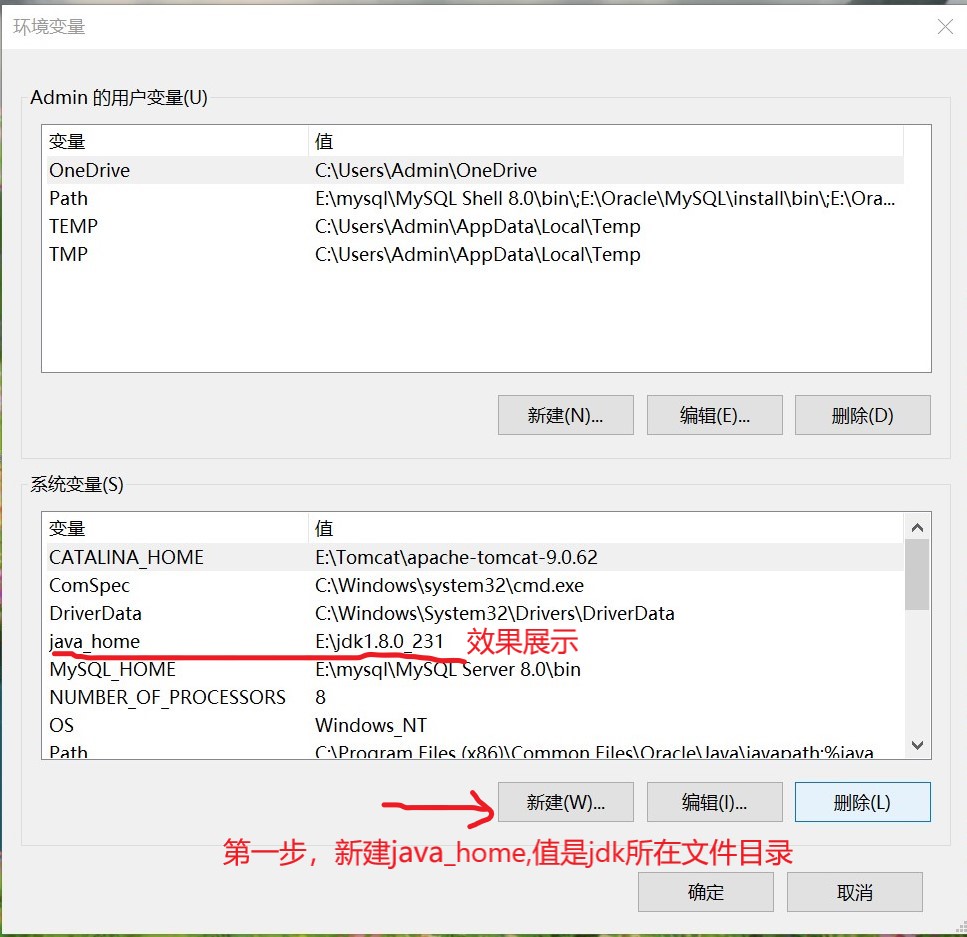 环境变量
Admin 的用户变量(U)
变量 值
OneDrive C:\Users\Admin\OneDrive
Path E:\mysql\MySQL Shell 8.0\bin\;E:\Oracle\MySQL\install\bin\;E:\Ora...
TEMP C:\Users\Admin\AppData\Local\Temp
TMP C:\Users\Admin\AppData\Local\Temp
新建(N)... 编辑(E)... 删除(D)
系统变量(S)
变量 值
CATALINA_HOME E:\Tomcat\apache-tomcat-9.0.62
ComSpec C:\Windows\system32\cmd.exe
DriverData C:\Windows\System32\Drivers\DriverData
java_home E:\jdk1.8.0_231 效果展示
MySQL_HOME E:\mysql\MySQL Server 8.0\bin
NUMBER_OF_PROCESSORS 8
OS Windows_NT
Path C:\Program Files (x86)\Common Files\Oracle\Java\javapath;%java_
新建(W)... 编辑(I)... 删除(L)
第一步，新建java_home,值是jdk所在文件目录
确定 取消